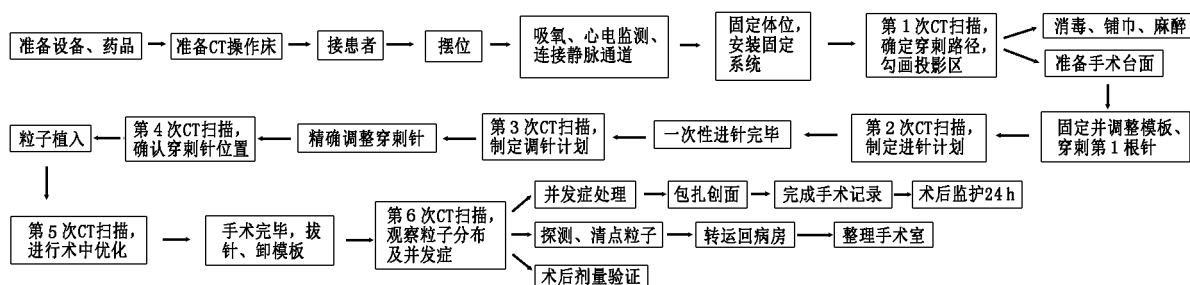 准备设备、药品
准备CT操作床
接患者
摆位
吸氧、心电监测、
连接静脉通道
固定体位,
安装固定
系统
第1次CT扫描,
确定穿刺路径,
勾画投影区
消毒、铺巾、麻醉
准备手术台面
固定并调整模板、
穿刺第1根针
第2次CT扫描,
制定进针计划
一次性进针完毕
第3次CT扫描,
制定调针计划
精确调整穿刺针
第4次CT扫描,
确认穿刺针位置
粒子植入
第5次CT扫描,
进行术中优化
手术完毕,拔
针、卸模板
第6次CT扫描,
观察粒子分布
及并发症
并发症处理
包扎创面
完成手术记录
术后监护24h
探测、清点粒子
转运回病房
整理手术室
术后剂量验证